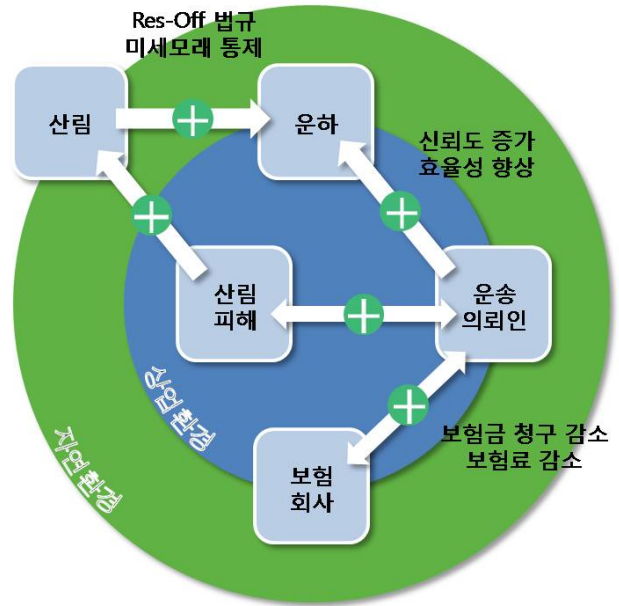 Res-Off 법규
미세모래 통제
산림
운하
신뢰도 증가
효율성 향상
산림
피해
운송
의뢰인
상업환경
자연환경
보험금 청구 감소
보험료 감소
보험
회사